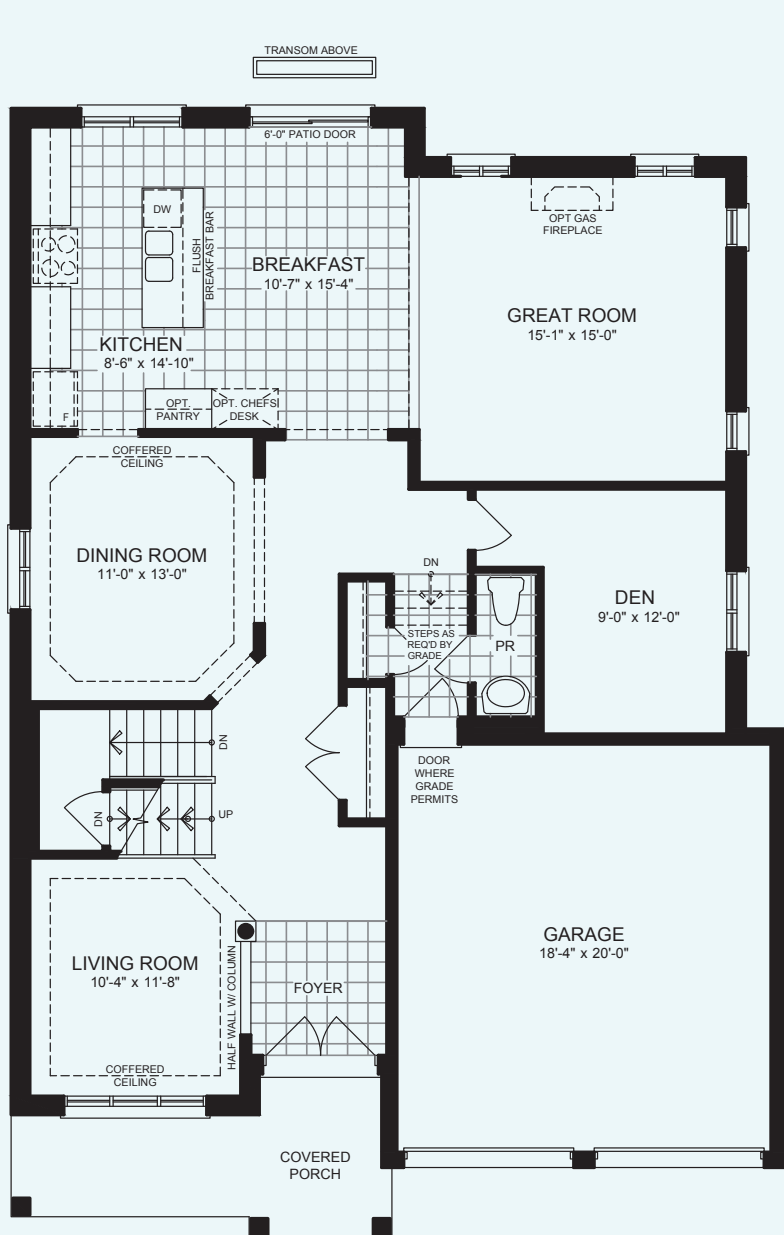 TRANSOM ABOVE
6'-0" PATIO DOOR
DW
FLUSH
BREAKFAST BAR
BREAKFAST
10'-7" x 15'-4"
OPT GAS
FIREPLACE
GREAT ROOM
15'-1" x 15'-0"
KITCHEN
8'-6" x 14'-10"
F
OPT.
PANTRY
OPT. CHEFS
DESK
COFFERED
CEILING
DINING ROOM
11'-0" x 13'-0"
DN
STEPS AS
REQ'D BY
GRADE
PR
DEN
9'-0" x 12'-0"
DN
DN
UP
DOOR
WHERE
GRADE
PERMITS
LIVING ROOM
10'-4" x 11'-8"
HALF WALL W/ COLUMN
FOYER
GARAGE
18'-4" x 20'-0"
COFFERED
CEILING
COVERED
PORCH